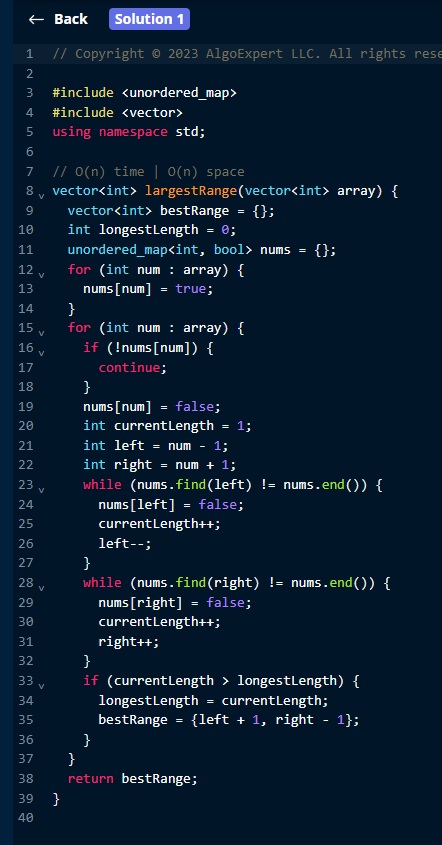 ← Back Solution 1
1 // Copyright © 2023 AlgoExpert LLC. All rights rese
2
3 #include <unordered_map>
4 #include <vector>
5 using namespace std;
6
7 // O(n) time | O(n) space
8 vector<int> largestRange(vector<int> array) {
9   vector<int> bestRange = {};
10   int longestLength = 0;
11   unordered_map<int, bool> nums = {};
12   for (int num : array) {
13     nums[num] = true;
14   }
15   for (int num : array) {
16     if (!nums[num]) {
17       continue;
18     }
19     nums[num] = false;
20     int currentLength = 1;
21     int left = num - 1;
22     int right = num + 1;
23     while (nums.find(left) != nums.end()) {
24       nums[left] = false;
25       currentLength++;
26       left--;
27     }
28     while (nums.find(right) != nums.end()) {
29       nums[right] = false;
30       currentLength++;
31       right++;
32     }
33     if (currentLength > longestLength) {
34       longestLength = currentLength;
35       bestRange = {left + 1, right - 1};
36     }
37   }
38   return bestRange;
39 }
40